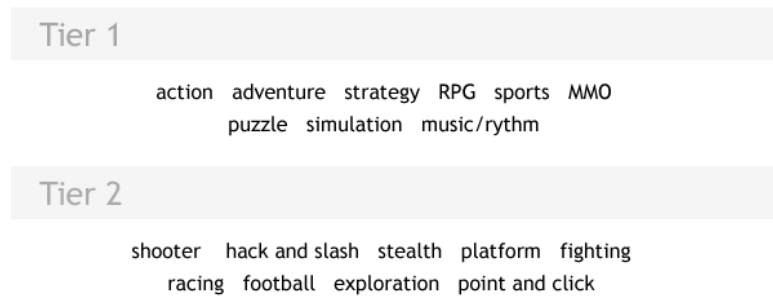 Tier 1
action adventure strategy RPG sports MMO
puzzle simulation music/rythm
Tier 2
shooter hack and slash stealth platform fighting
racing football exploration point and click